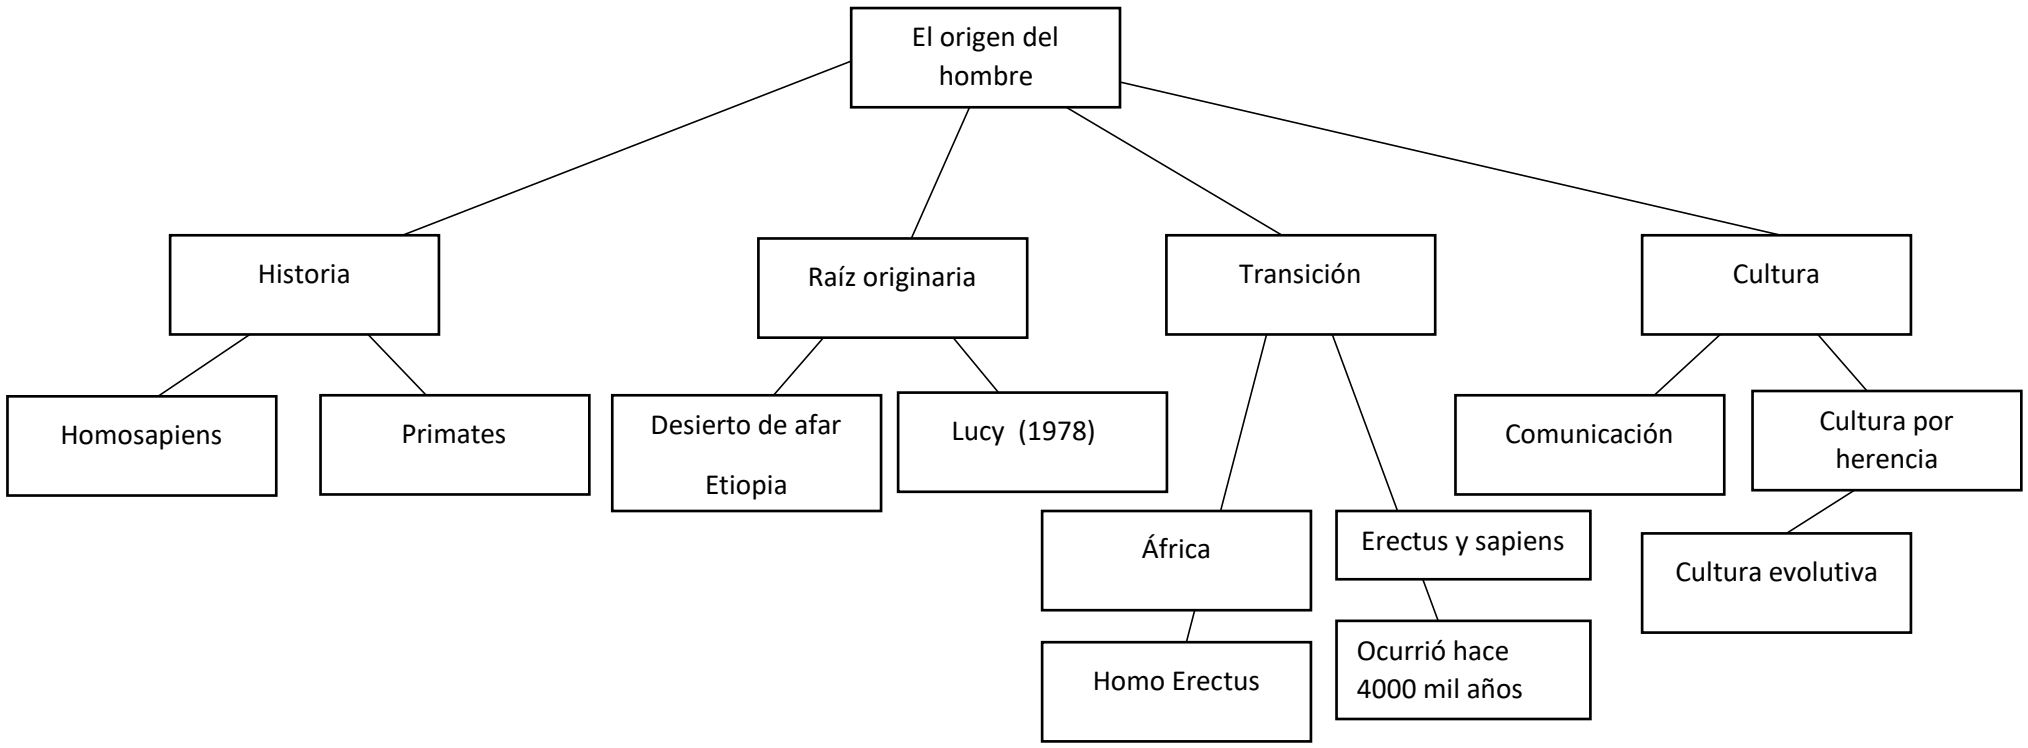 El origen del
hombre
Historia
Raíz originaria
Transición
Cultura
Homosapiens
Primates
Desierto de afar
Etiopia
Lucy  (1978)
Comunicación
Cultura por
herencia
África
Erectus y sapiens
Cultura evolutiva
Homo Erectus
Ocurrió hace
4000 mil años